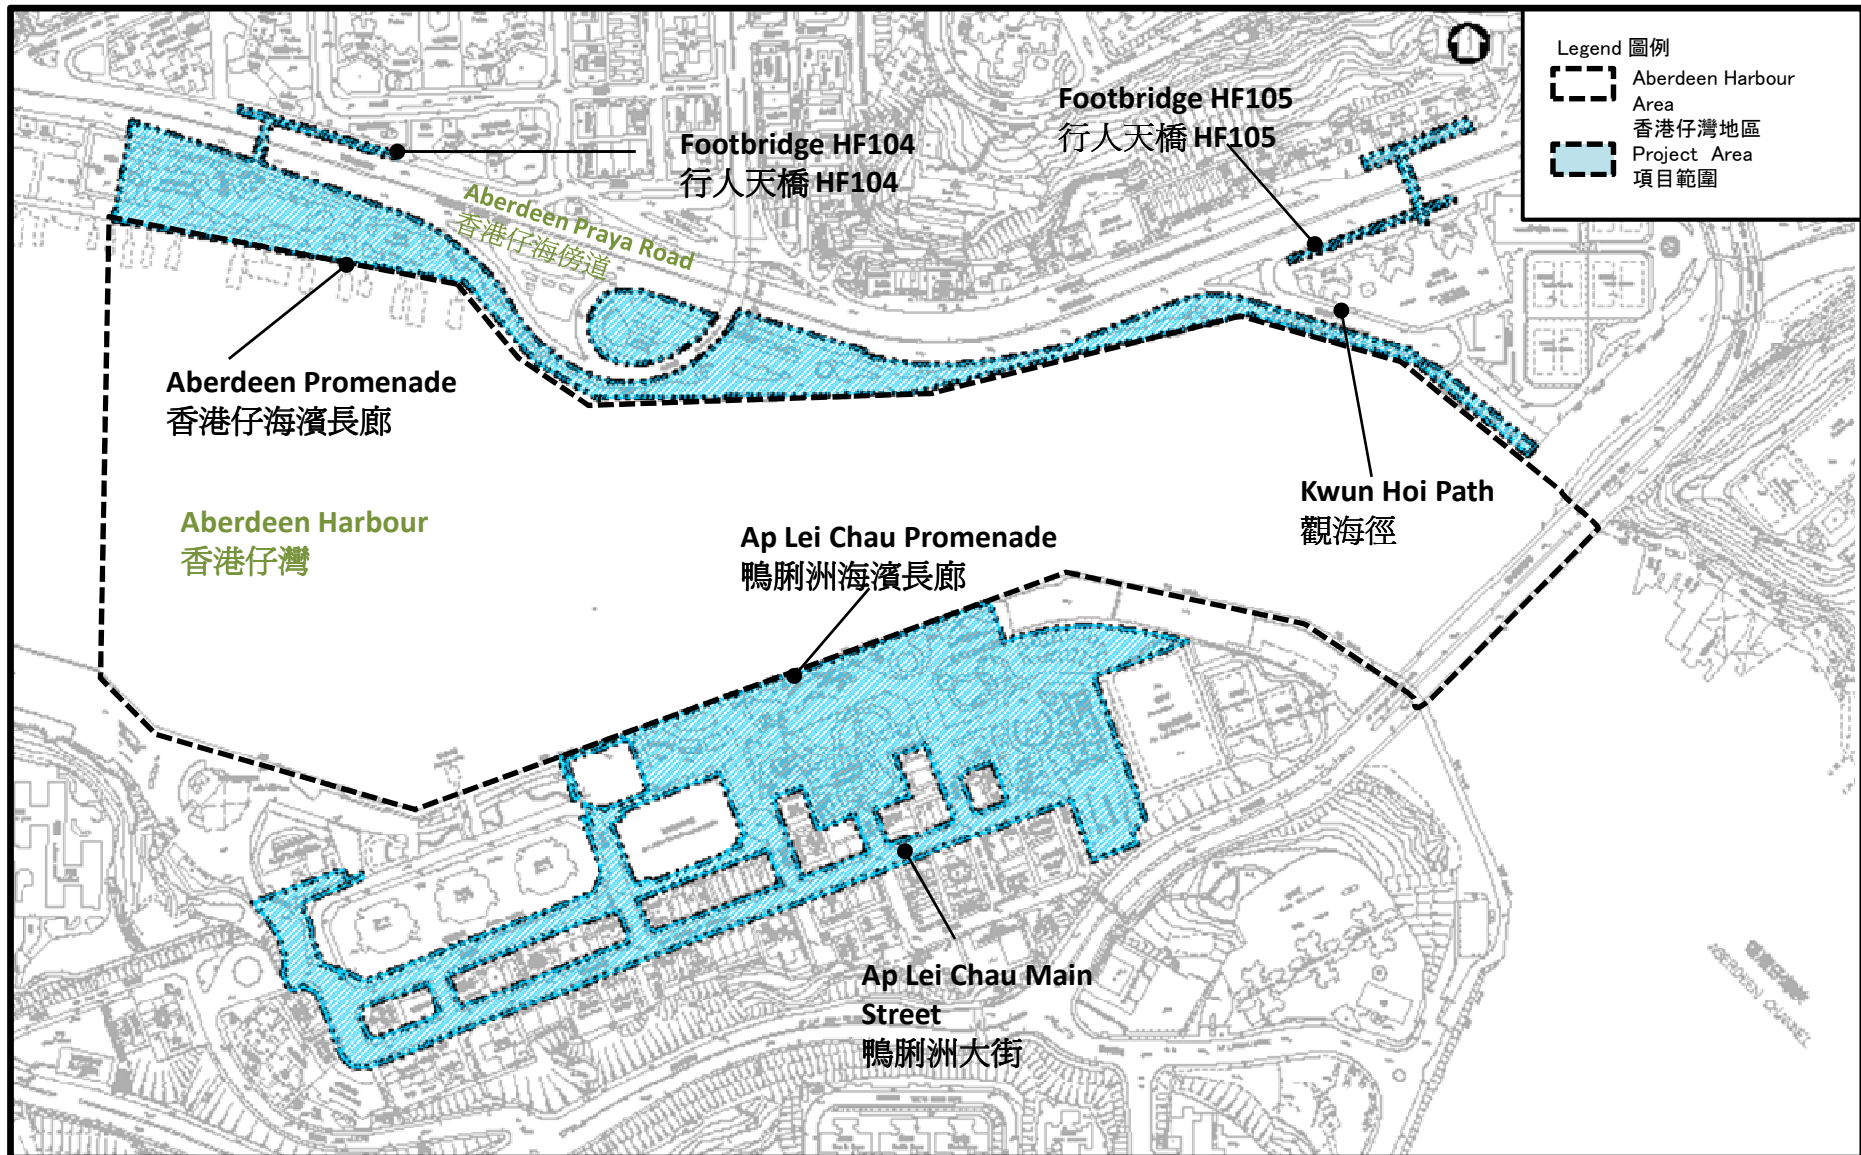 Legend 圖例
Aberdeen Harbour
Area
香港仔灣地區
Project Area
項目範圍
Footbridge HF105
行人天橋 HF105
Footbridge HF104
行人天橋 HF104
Aberdeen Praya Road
香港仔海傍道
Aberdeen Promenade
香港仔海濱長廊
Kwun Hoi Path
觀海徑
Aberdeen Harbour
香港仔灣
Ap Lei Chau Promenade
鴨脷洲海濱長廊
Ap Lei Chau Main
Street
鴨脷洲大街
ABERDEEN CHANNEL